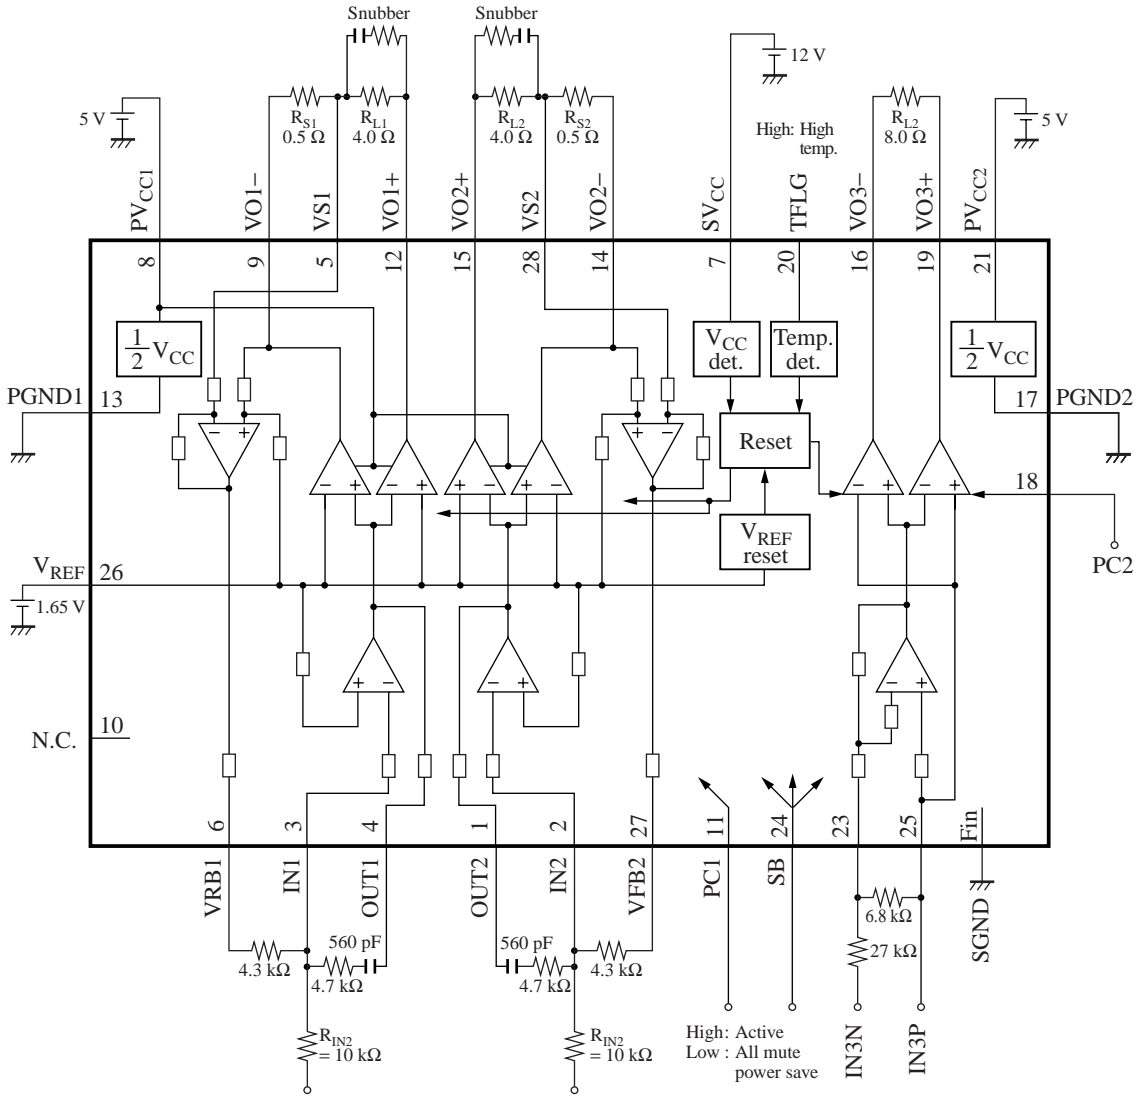 Snubber
Snubber
12 V
5 V
R_S1
0.5 Ω
R_L1
4.0 Ω
R_L2
4.0 Ω
R_S2
0.5 Ω
High: High
temp.
R_L2
8.0 Ω
5 V
PV_CC1
VO1−
VS1
VO1+
VO2+
VS2
VO2−
SV_CC
TFLG
VO3−
VO3+
PV_CC2
8
9
5
12
15
28
14
7
20
16
19
21
1/2 V_CC
V_CC
det.
Temp.
det.
1/2 V_CC
PGND1
13
17
PGND2
− +
+ −
Reset
− +
− +
+ −
+ −
− +
− +
18
PC2
V_REF
reset
V_REF
26
1.65 V
+ −
− +
− +
N.C.
10
6
3
4
1
2
27
11
24
23
25
Fin
VRB1
IN1
OUT1
OUT2
IN2
VFB2
PC1
SB
SGND
6.8 kΩ
27 kΩ
560 pF
560 pF
4.3 kΩ
4.7 kΩ
4.7 kΩ
4.3 kΩ
R_IN2
= 10 kΩ
R_IN2
= 10 kΩ
High: Active
Low : All mute
power save
IN3N
IN3P